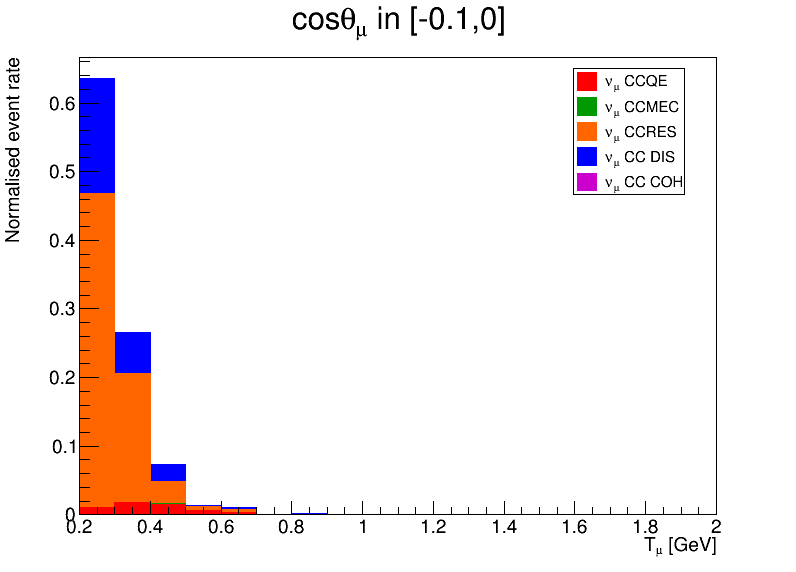 cosθμ in [-0.1,0]
Normalised event rate
νμ CCQE
νμ CCMEC
νμ CCRES
νμ CC DIS
νμ CC COH
0.6
0.5
0.4
0.3
0.2
0.1
0
0.2 0.4 0.6 0.8 1 1.2 1.4 1.6 1.8 2
Tμ [GeV]